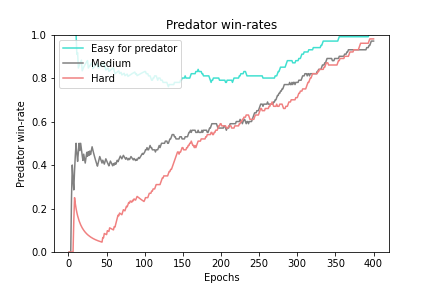 Predator win-rates
Easy for predator
Medium
Hard
Predator win-rate
1.0
0.8
0.6
0.4
0.2
0.0
0 50 100 150 200 250 300 350 400
Epochs